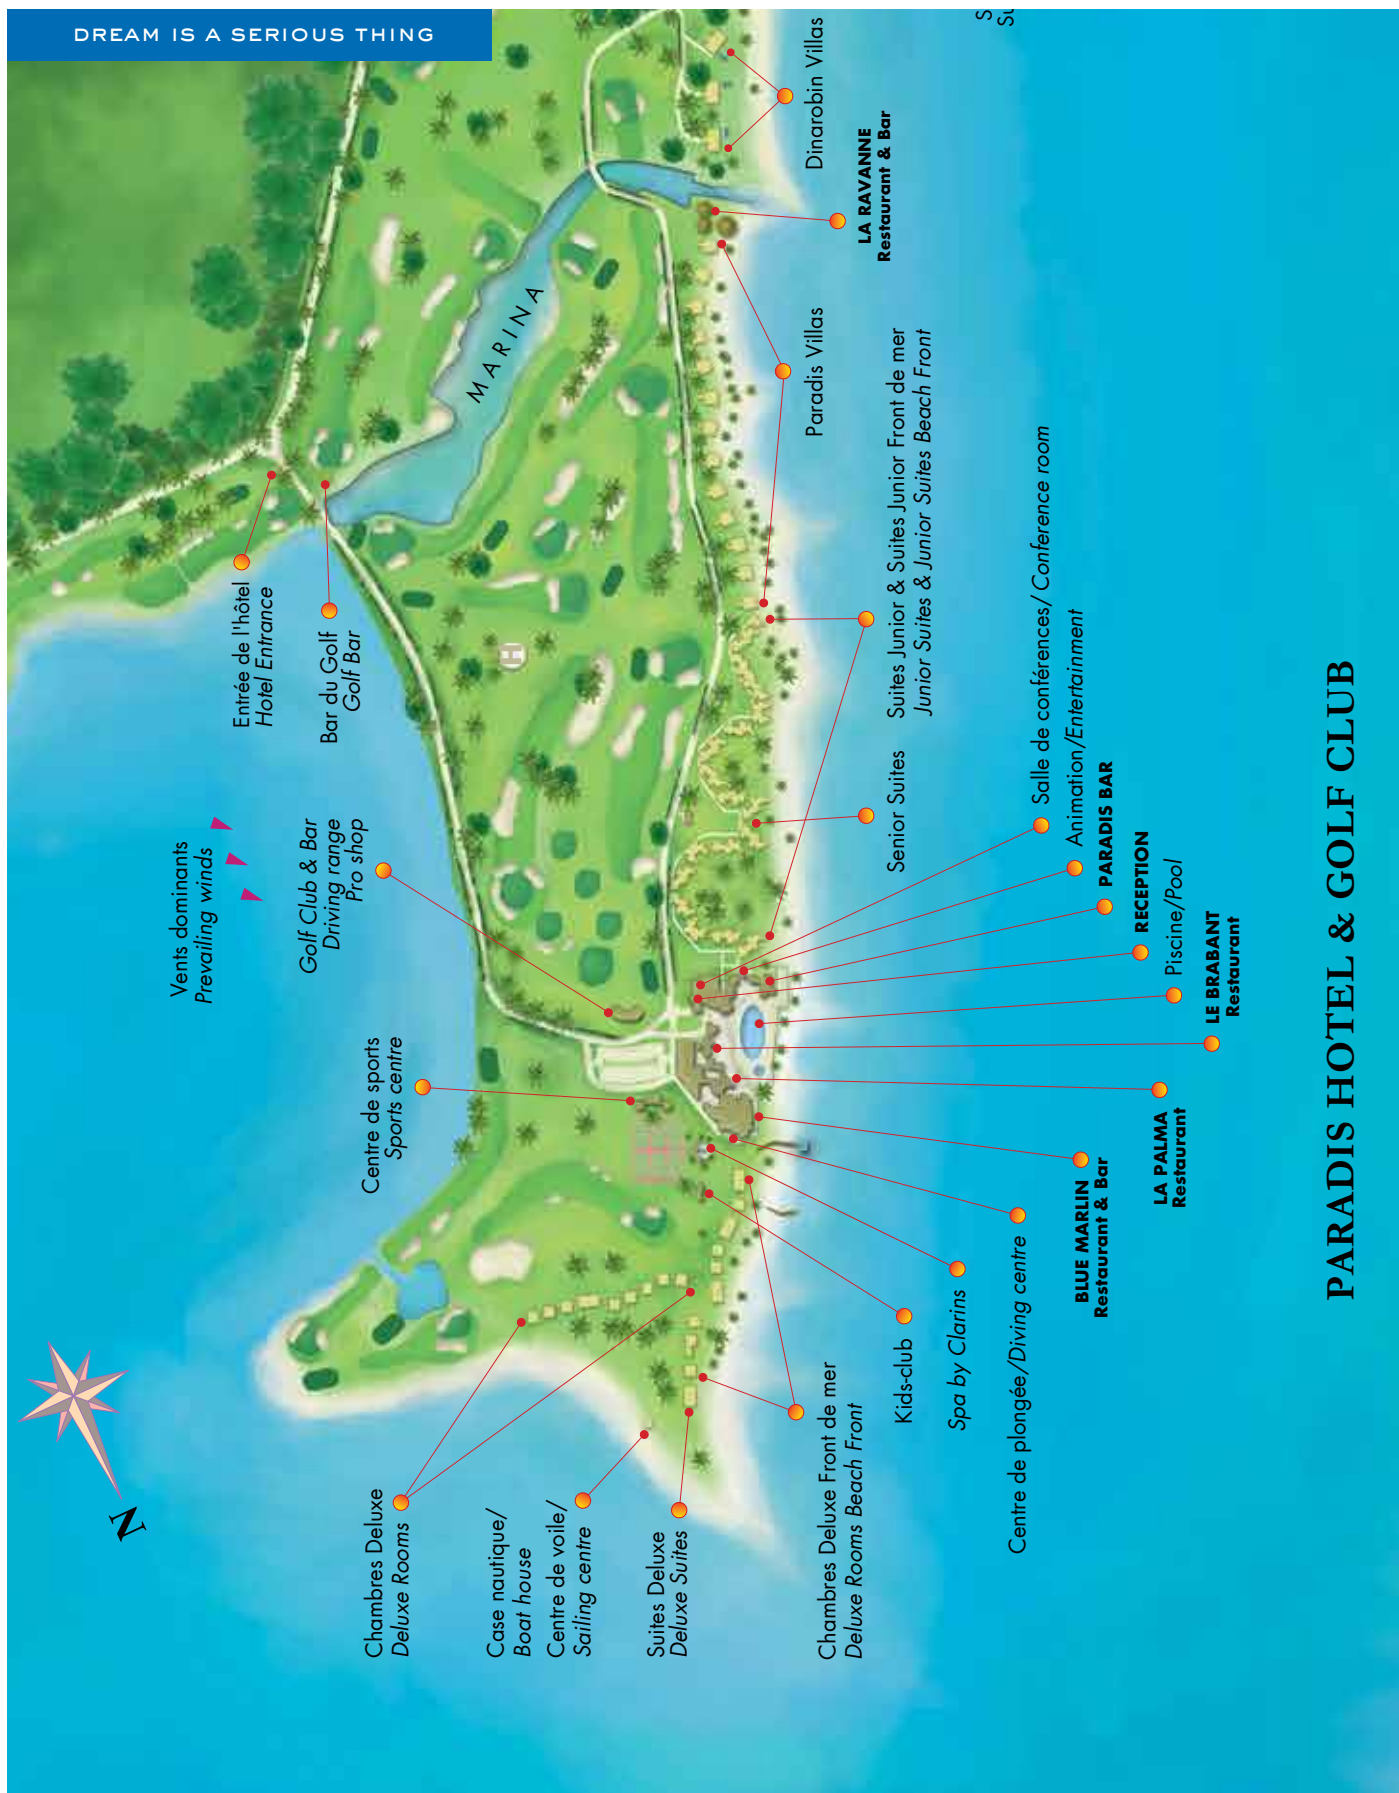 DREAM IS A SERIOUS THING
PARADIS HOTEL & GOLF CLUB
N
Vents dominants
Prevailing winds
Entrée de l'hôtel
Hotel Entrance
Bar du Golf
Golf Bar
Golf Club & Bar
Driving range
Pro shop
Centre de sports
Sports centre
MARINA
H
Chambres Deluxe
Deluxe Rooms
Case nautique/
Boat house
Centre de voile/
Sailing centre
Suites Deluxe
Deluxe Suites
Chambres Deluxe Front de mer
Deluxe Rooms Beach Front
Kids-club
Spa by Clarins
Centre de plongée/Diving centre
BLUE MARLIN
Restaurant & Bar
LA PALMA
Restaurant
LE BRABANT
Restaurant
Piscine/Pool
RECEPTION
PARADIS BAR
Animation/Entertainment
Salle de conférences/ Conference room
Senior Suites
Suites Junior & Suites Junior Front de mer
Junior Suites & Junior Suites Beach Front
Paradis Villas
LA RAVANNE
Restaurant & Bar
Dinarobin Villas